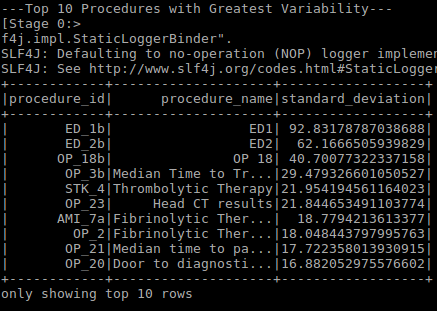 ---Top 10 Procedures with Greatest Variability---
[Stage 0:>
f4j.impl.StaticLoggerBinder".
SLF4J: Defaulting to no-operation (NOP) logger implemen
SLF4J: See http://www.slf4j.org/codes.html#StaticLogger
+------------+--------------------+------------------+
|procedure_id|      procedure_name|standard_deviation|
+------------+--------------------+------------------+
|       ED_1b|                 ED1| 92.83178787038688|
|       ED_2b|                 ED2|  62.1666505939829|
|      OP_18b|               OP 18| 40.70077322337158|
|       OP_3b|Median Time to Tr...|29.479326601050527|
|       STK_4|Thrombolytic Therapy|21.954194561164023|
|       OP_23|     Head CT results|21.844653491103774|
|      AMI_7a|Fibrinolytic Ther...|  18.7794213613377|
|        OP_2|Fibrinolytic Ther...|18.048443797995763|
|       OP_21|Median time to pa...|17.722358013930915|
|       OP_20|Door to diagnosti...|16.882052975576602|
+------------+--------------------+------------------+
only showing top 10 rows